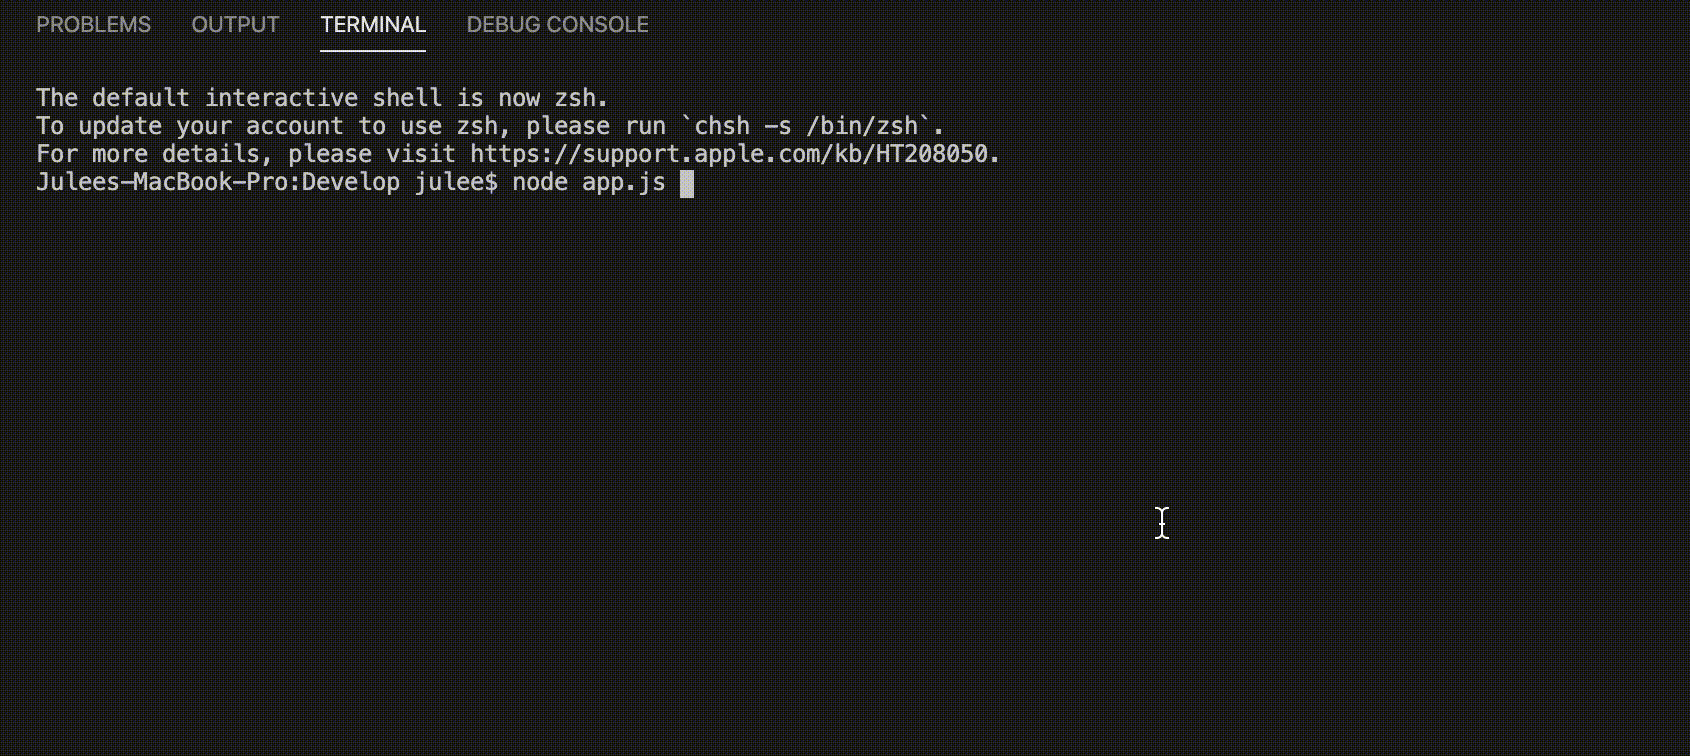 PROBLEMS OUTPUT TERMINAL DEBUG CONSOLE
The default interactive shell is now zsh.
To update your account to use zsh, please run `chsh -s /bin/zsh`.
For more details, please visit https://support.apple.com/kb/HT208050.
Julees-MacBook-Pro:Develop julee$ node app.js